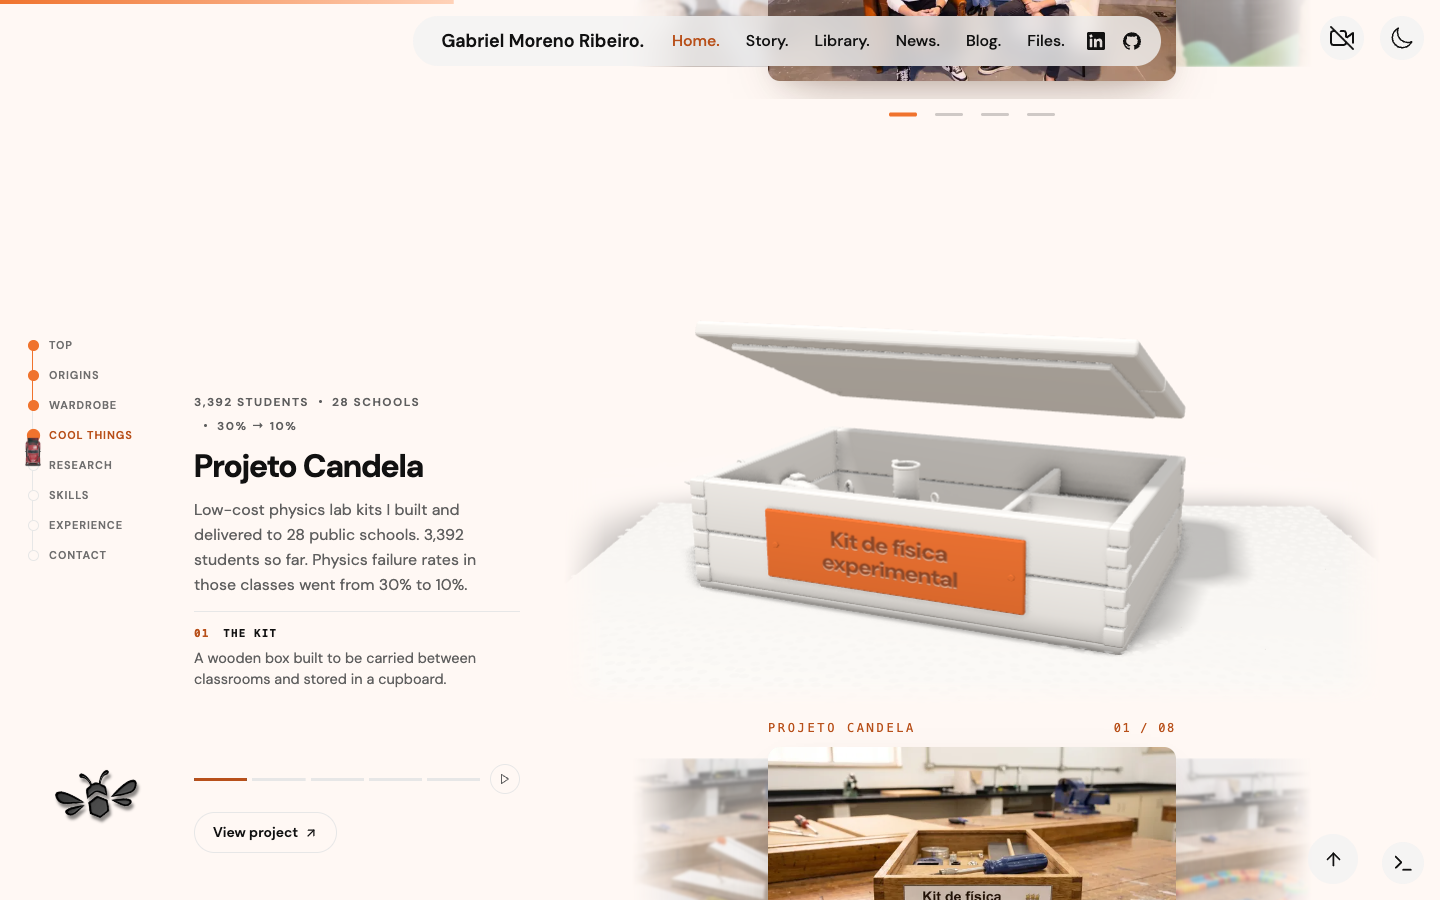 Gabriel Moreno Ribeiro.
Home.
Story.
Library.
News.
Blog.
Files.
TOP
ORIGINS
WARDROBE
COOL THINGS
RESEARCH
SKILLS
EXPERIENCE
CONTACT
3,392 STUDENTS • 28 SCHOOLS
• 30% → 10%
Projeto Candela
Low-cost physics lab kits I built and
delivered to 28 public schools. 3,392
students so far. Physics failure rates in
those classes went from 30% to 10%.
01 THE KIT
A wooden box built to be carried between
classrooms and stored in a cupboard.
View project
Kit de física
experimental
PROJETO CANDELA
01 / 08
Kit de física